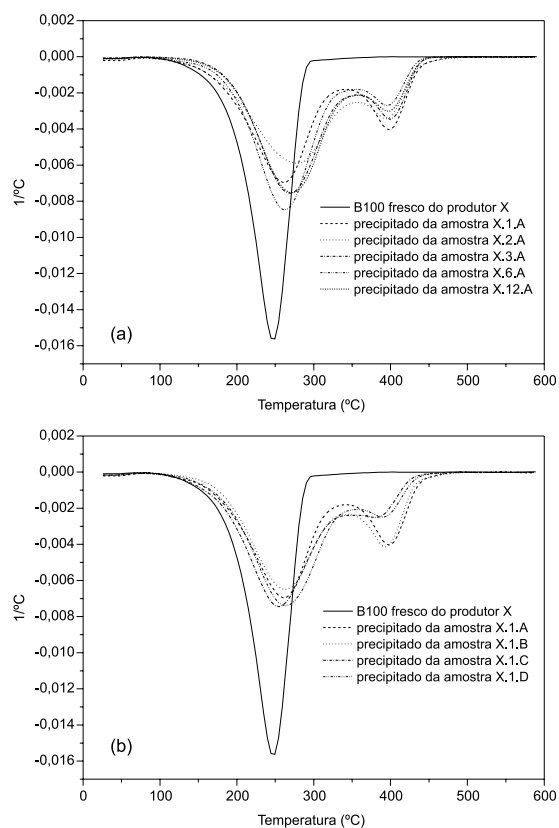 0,002
0,000
-0,002
-0,004
-0,006
-0,008
-0,010
-0,012
-0,014
-0,016
1/ºC
B100 fresco do produtor X
precipitado da amostra X.1.A
precipitado da amostra X.2.A
precipitado da amostra X.3.A
precipitado da amostra X.6.A
precipitado da amostra X.12.A
(a)
0 100 200 300 400 500 600
Temperatura (ºC)
0,002
0,000
-0,002
-0,004
-0,006
-0,008
-0,010
-0,012
-0,014
-0,016
1/ºC
B100 fresco do produtor X
precipitado da amostra X.1.A
precipitado da amostra X.1.B
precipitado da amostra X.1.C
precipitado da amostra X.1.D
(b)
0 100 200 300 400 500 600
Temperatura (ºC)